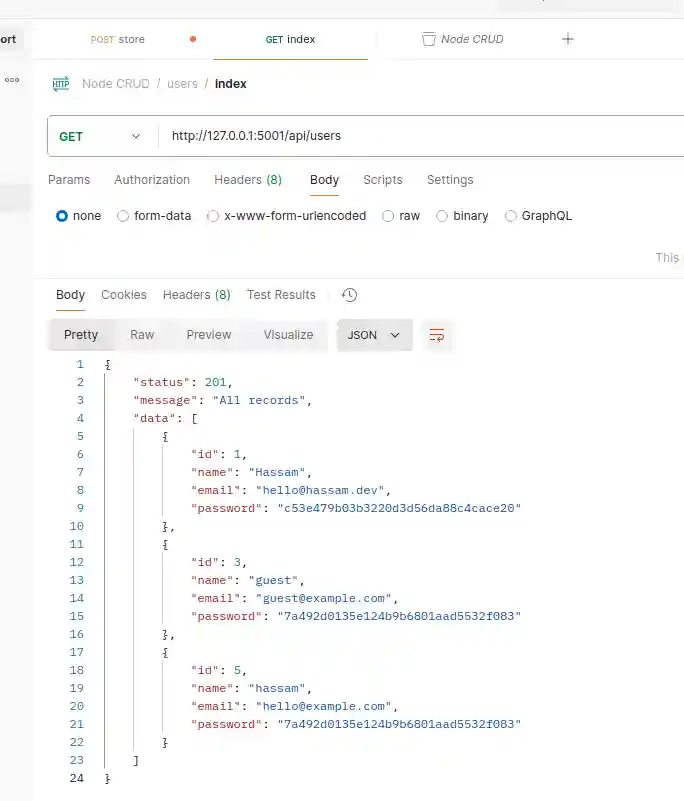 ort
POST store
GET index
Node CRUD
HTTP Node CRUD / users / index
GET http://127.0.0.1:5001/api/users
Params Authorization Headers (8) Body Scripts Settings
none form-data x-www-form-urlencoded raw binary GraphQL
This
Body Cookies Headers (8) Test Results
Pretty Raw Preview Visualize JSON
1 {
2 "status": 201,
3 "message": "All records",
4 "data": [
5 {
6 "id": 1,
7 "name": "Hassam",
8 "email": "hello@hassam.dev",
9 "password": "c53e479b03b3220d3d56da88c4cace20"
10 },
11 {
12 "id": 3,
13 "name": "guest",
14 "email": "guest@example.com",
15 "password": "7a492d0135e124b9b6801aad5532f083"
16 },
17 {
18 "id": 5,
19 "name": "hassam",
20 "email": "hello@example.com",
21 "password": "7a492d0135e124b9b6801aad5532f083"
22 }
23 ]
24 }